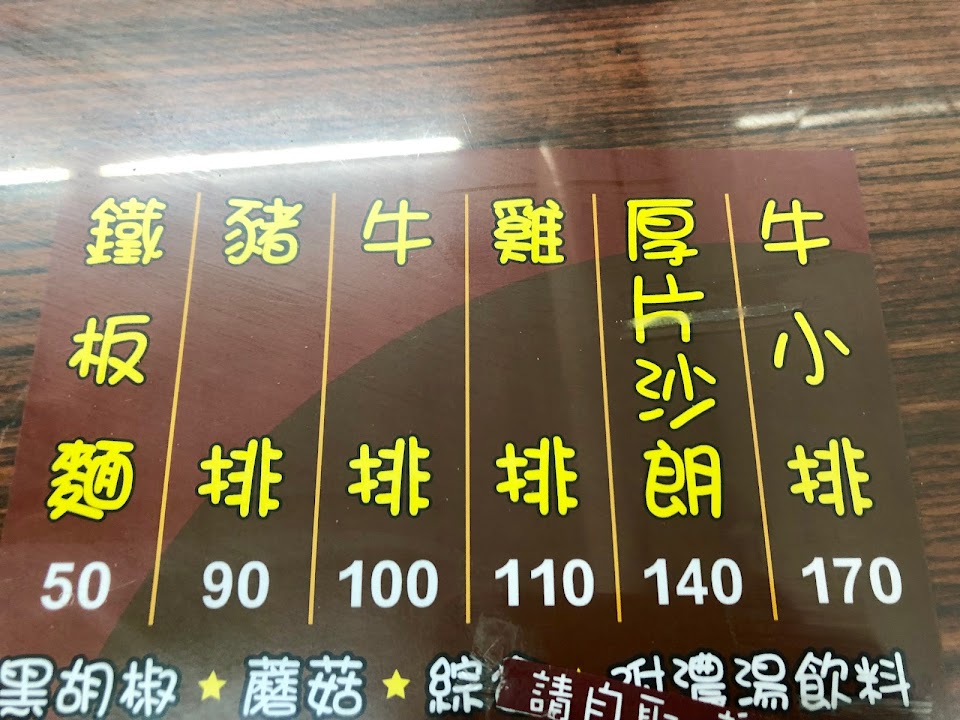 鐵板麵 50
豬排 90
牛排 100
雞排 110
厚片沙朗 140
牛小排 170
黑胡椒★蘑菇★綜
濃湯飲料
請自取